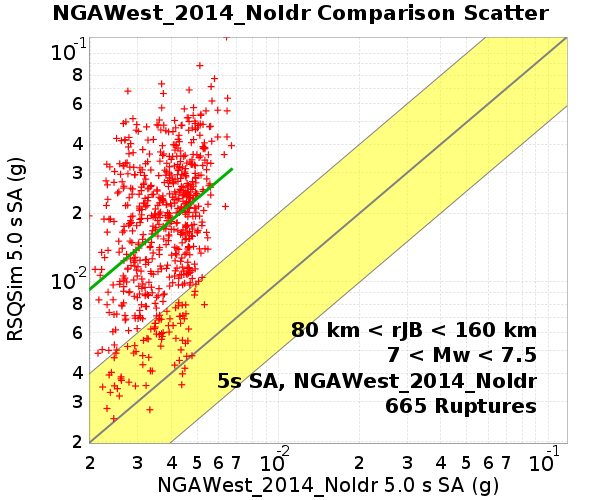 NGAWest_2014_NoIdr Comparison Scatter
RSQSim 5.0 s SA (g)
10-1
8
6
4
3
2
10-2
8
6
4
3
2
80 km < rJB < 160 km
7 < Mw < 7.5
5s SA, NGAWest_2014_NoIdr
665 Ruptures
2 3 4 5 6 7 10-2 2 3 4 5 6 7 10-1
NGAWest_2014_NoIdr 5.0 s SA (g)